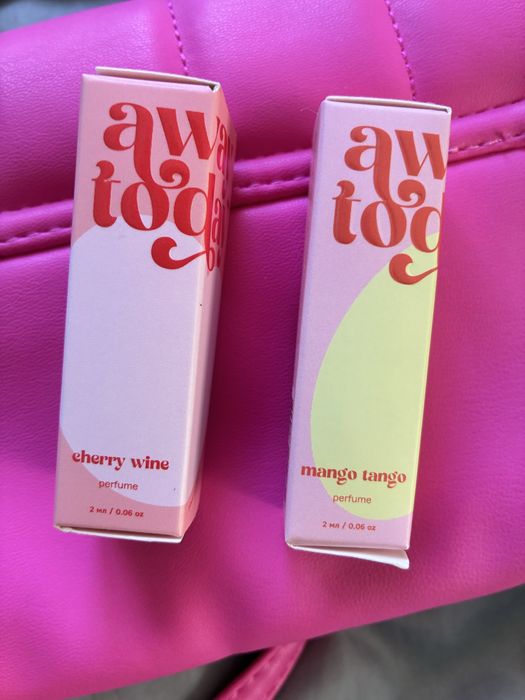 aw
tod
cherry wine
perfume
2 мл / 0.06 oz
aw
tod
mango tango
perfume
2 мл / 0.06 oz